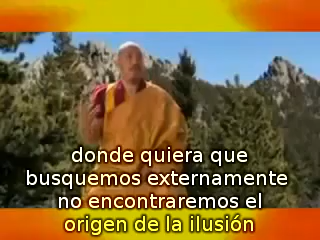 donde quiera que
busquemos externamente
no encontraremos el
origen de la ilusión